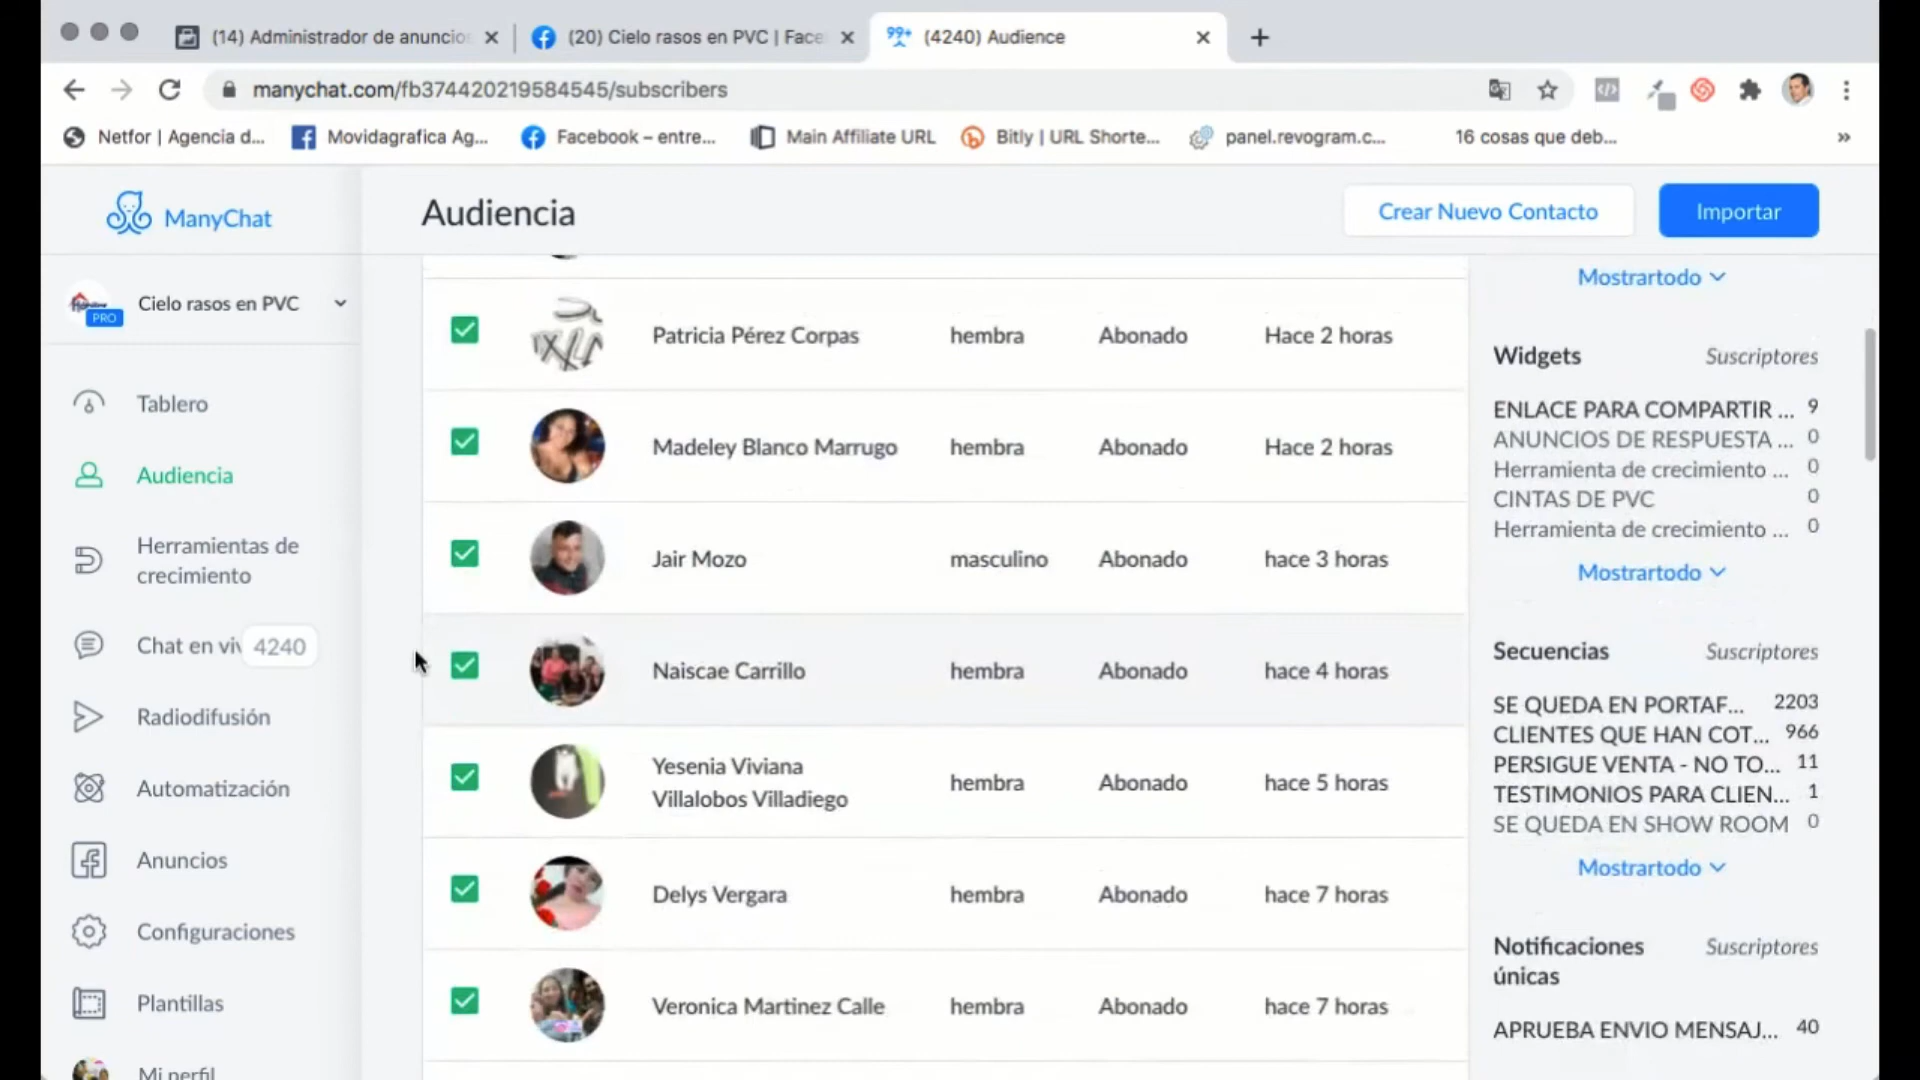 (14) Administrador de anuncios
(20) Cielo rasos en PVC | Face
99+
(4240) Audience
manychat.com/fb374420219584545/subscribers
Netfor | Agencia d...
Movidagrafica Ag...
Facebook – entre...
Main Affiliate URL
Bitly | URL Shorte...
panel.revogram.c...
16 cosas que deb...
»
ManyChat
Audiencia
Crear Nuevo Contacto
Importar
Cielo rasos en PVC
PRO
Tablero
Audiencia
Herramientas de
crecimiento
Chat en viv 4240
Radiodifusión
Automatización
Anuncios
Configuraciones
Plantillas
Mi perfil
Patricia Pérez Corpas hembra Abonado Hace 2 horas
Madeley Blanco Marrugo hembra Abonado Hace 2 horas
Jair Mozo masculino Abonado hace 3 horas
Naiscae Carrillo hembra Abonado hace 4 horas
Yesenia Viviana
Villalobos Villadiego hembra Abonado hace 5 horas
Delys Vergara hembra Abonado hace 7 horas
Veronica Martinez Calle hembra Abonado hace 7 horas
Mostrartodo
Widgets Suscriptores
ENLACE PARA COMPARTIR ... 9
ANUNCIOS DE RESPUESTA ... 0
Herramienta de crecimiento ... 0
CINTAS DE PVC 0
Herramienta de crecimiento ... 0
Mostrartodo
Secuencias Suscriptores
SE QUEDA EN PORTAF... 2203
CLIENTES QUE HAN COT... 966
PERSIGUE VENTA - NO TO... 11
TESTIMONIOS PARA CLIEN... 1
SE QUEDA EN SHOW ROOM 0
Mostrartodo
Notificaciones Suscriptores
únicas
APRUEBA ENVIO MENSAJ... 40